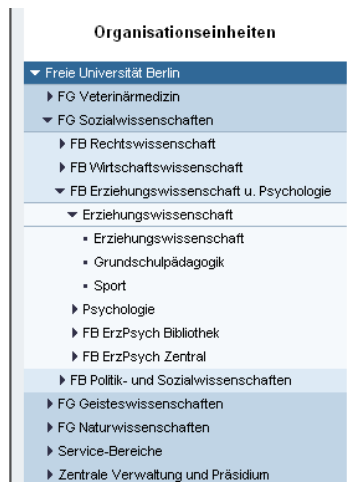 Organisationseinheiten
Freie Universität Berlin
FG Veterinärmedizin
FG Sozialwissenschaften
FB Rechtswissenschaft
FB Wirtschaftswissenschaft
FB Erziehungswissenschaft u. Psychologie
Erziehungswissenschaft
Erziehungswissenschaft
Grundschulpädagogik
Sport
Psychologie
FB ErzPsych Bibliothek
FB ErzPsych Zentral
FB Politik- und Sozialwissenschaften
FG Geisteswissenschaften
FG Naturwissenschaften
Service-Bereiche
Zentrale Verwaltung und Präsidium